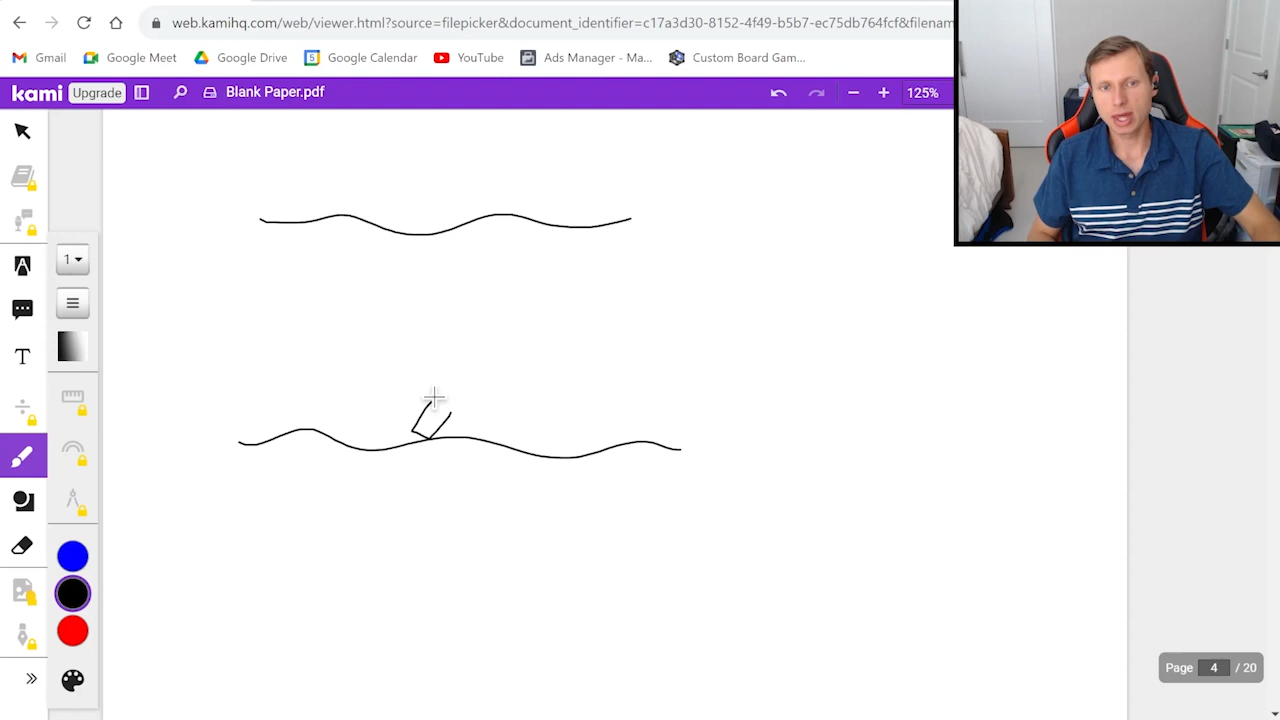 web.kamihq.com/web/viewer.html?source=filepicker&document_identifier=c17a3d30-8152-4f49-b5b7-ec75db764fcf&filenam
Gmail
Google Meet
Google Drive
5
Google Calendar
YouTube
Ads Manager - Ma...
Custom Board Gam...
kami
Upgrade
Blank Paper.pdf
125%
1
A
T
Page 4 / 20